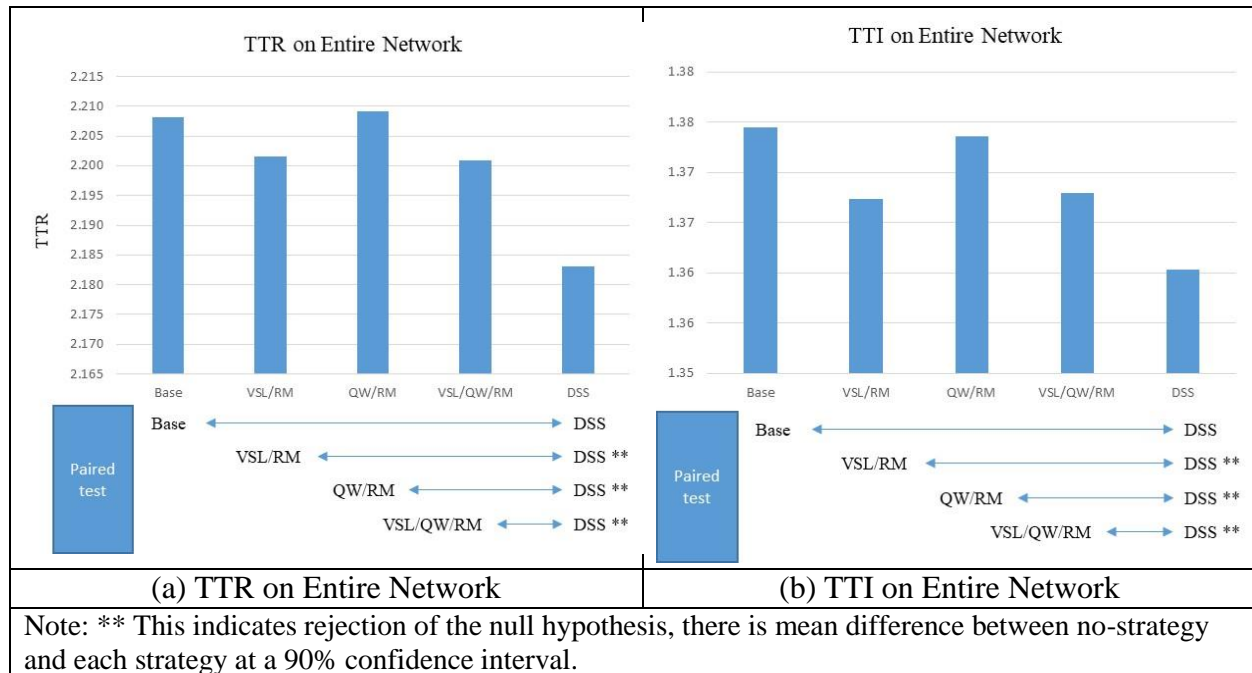 TTR on Entire Network
2.215
2.210
2.205
2.200
2.195
2.190
2.185
2.180
2.175
2.170
2.165
TTR
Base VSL/RM QW/RM VSL/QW/RM DSS
Paired
test
Base DSS
VSL/RM DSS **
QW/RM DSS **
VSL/QW/RM DSS **
TTI on Entire Network
1.38
1.38
1.37
1.37
1.36
1.36
1.35
Base VSL/RM QW/RM VSL/QW/RM DSS
Paired
test
Base DSS
VSL/RM DSS **
QW/RM DSS **
VSL/QW/RM DSS **
(a) TTR on Entire Network
(b) TTI on Entire Network
Note: ** This indicates rejection of the null hypothesis, there is mean difference between no-strategy
and each strategy at a 90% confidence interval.